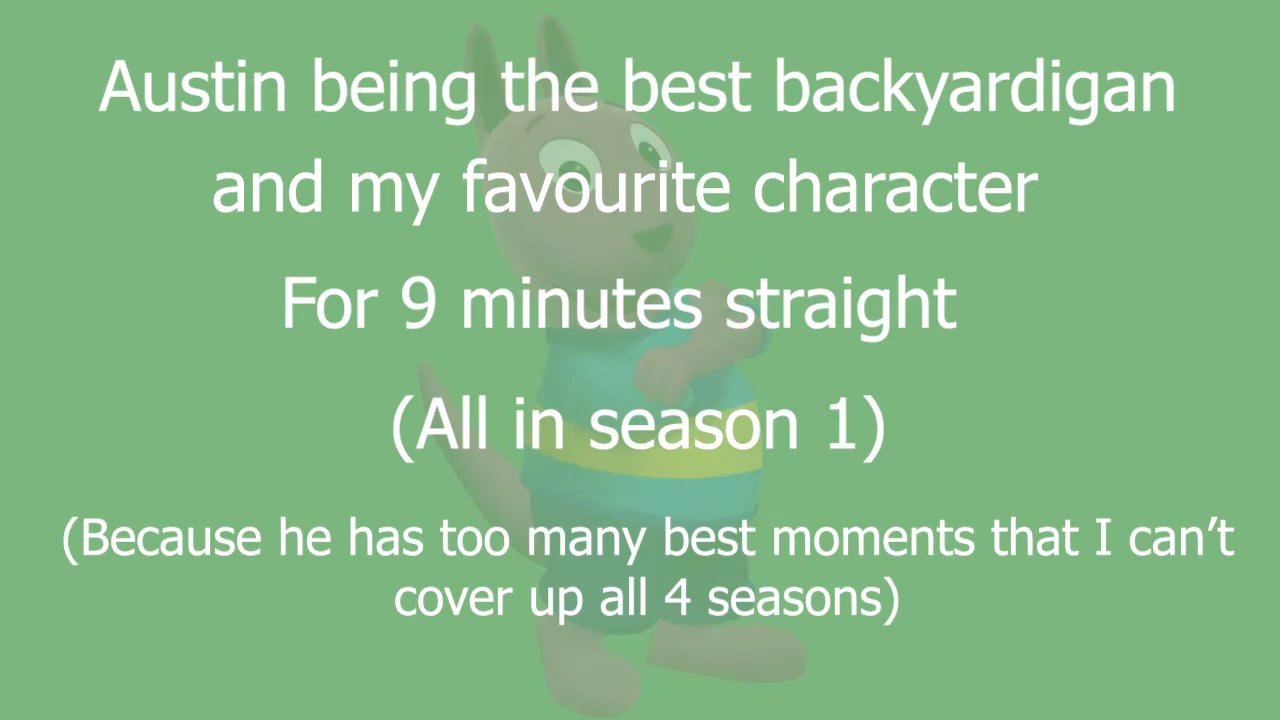 Austin being the best backyardigan
and my favourite character
For 9 minutes straight
(All in season 1)
(Because he has too many best moments that I can’t
cover up all 4 seasons)